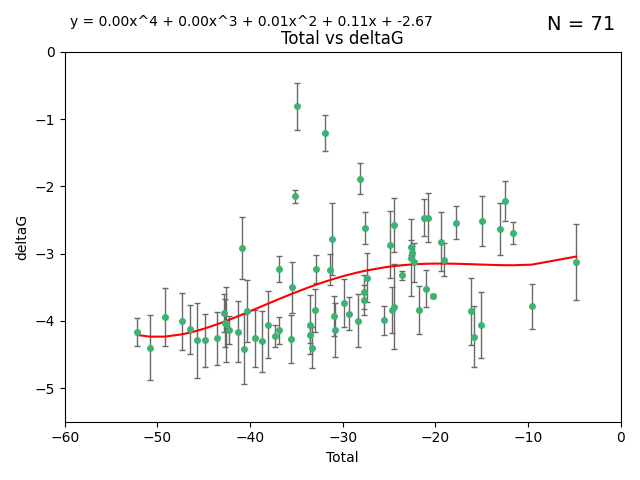 y = 0.00x^4 + 0.00x^3 + 0.01x^2 + 0.11x + -2.67
N = 71
Total vs deltaG
0
−1
−2
−3
−4
−5
deltaG
−60 −50 −40 −30 −20 −10 0
Total